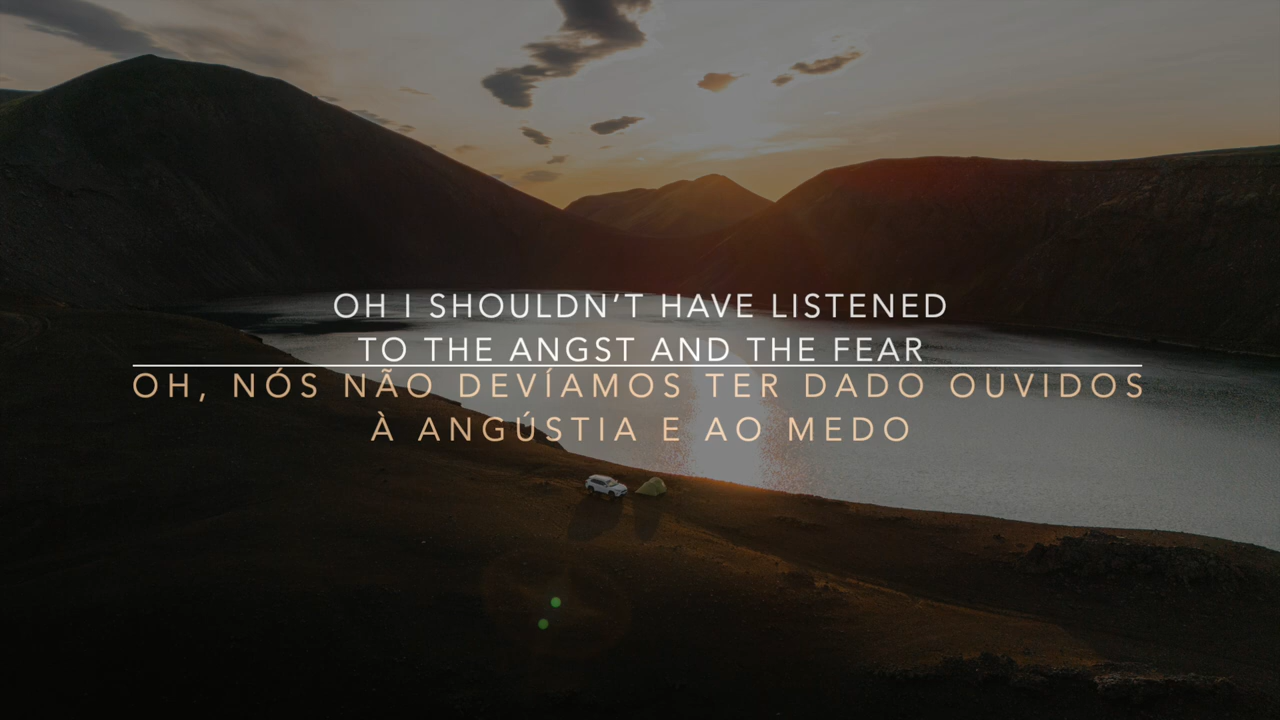 OH I SHOULDN’T HAVE LISTENED
TO THE ANGST AND THE FEAR
OH, NÓS NÃO DEVÍAMOS TER DADO OUVIDOS
À ANGÚSTIA E AO MEDO